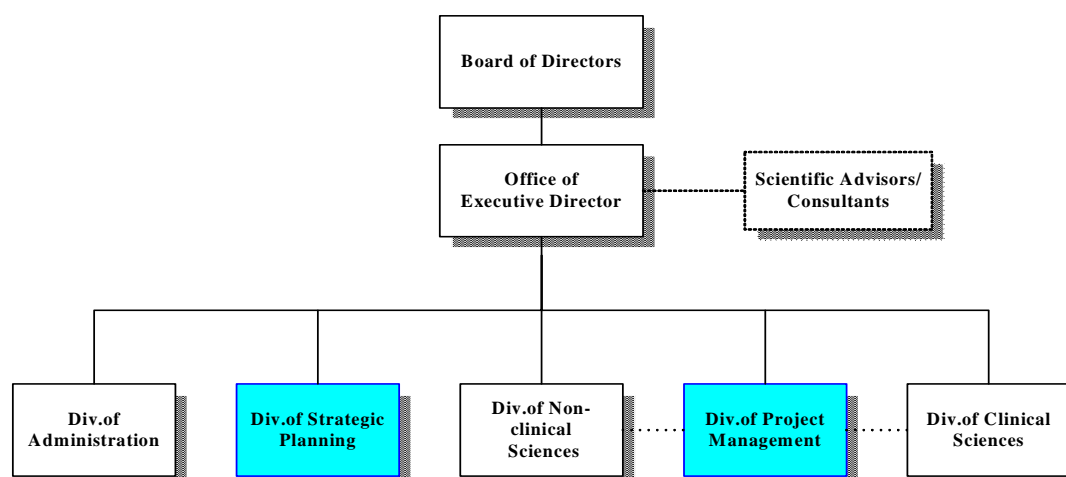 Board of Directors
Office of
Executive Director
Scientific Advisors/
Consultants
Div.of
Administration
Div.of Strategic
Planning
Div.of Non-
clinical
Sciences
Div.of Project
Management
Div.of Clinical
Sciences